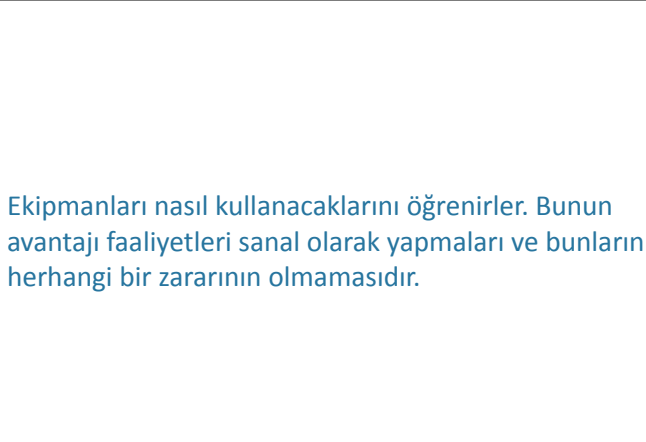 Ekipmanları nasıl kullanacaklarını öğrenirler. Bunun
avantajı faaliyetleri sanal olarak yapmaları ve bunların
herhangi bir zararının olmamasıdır.